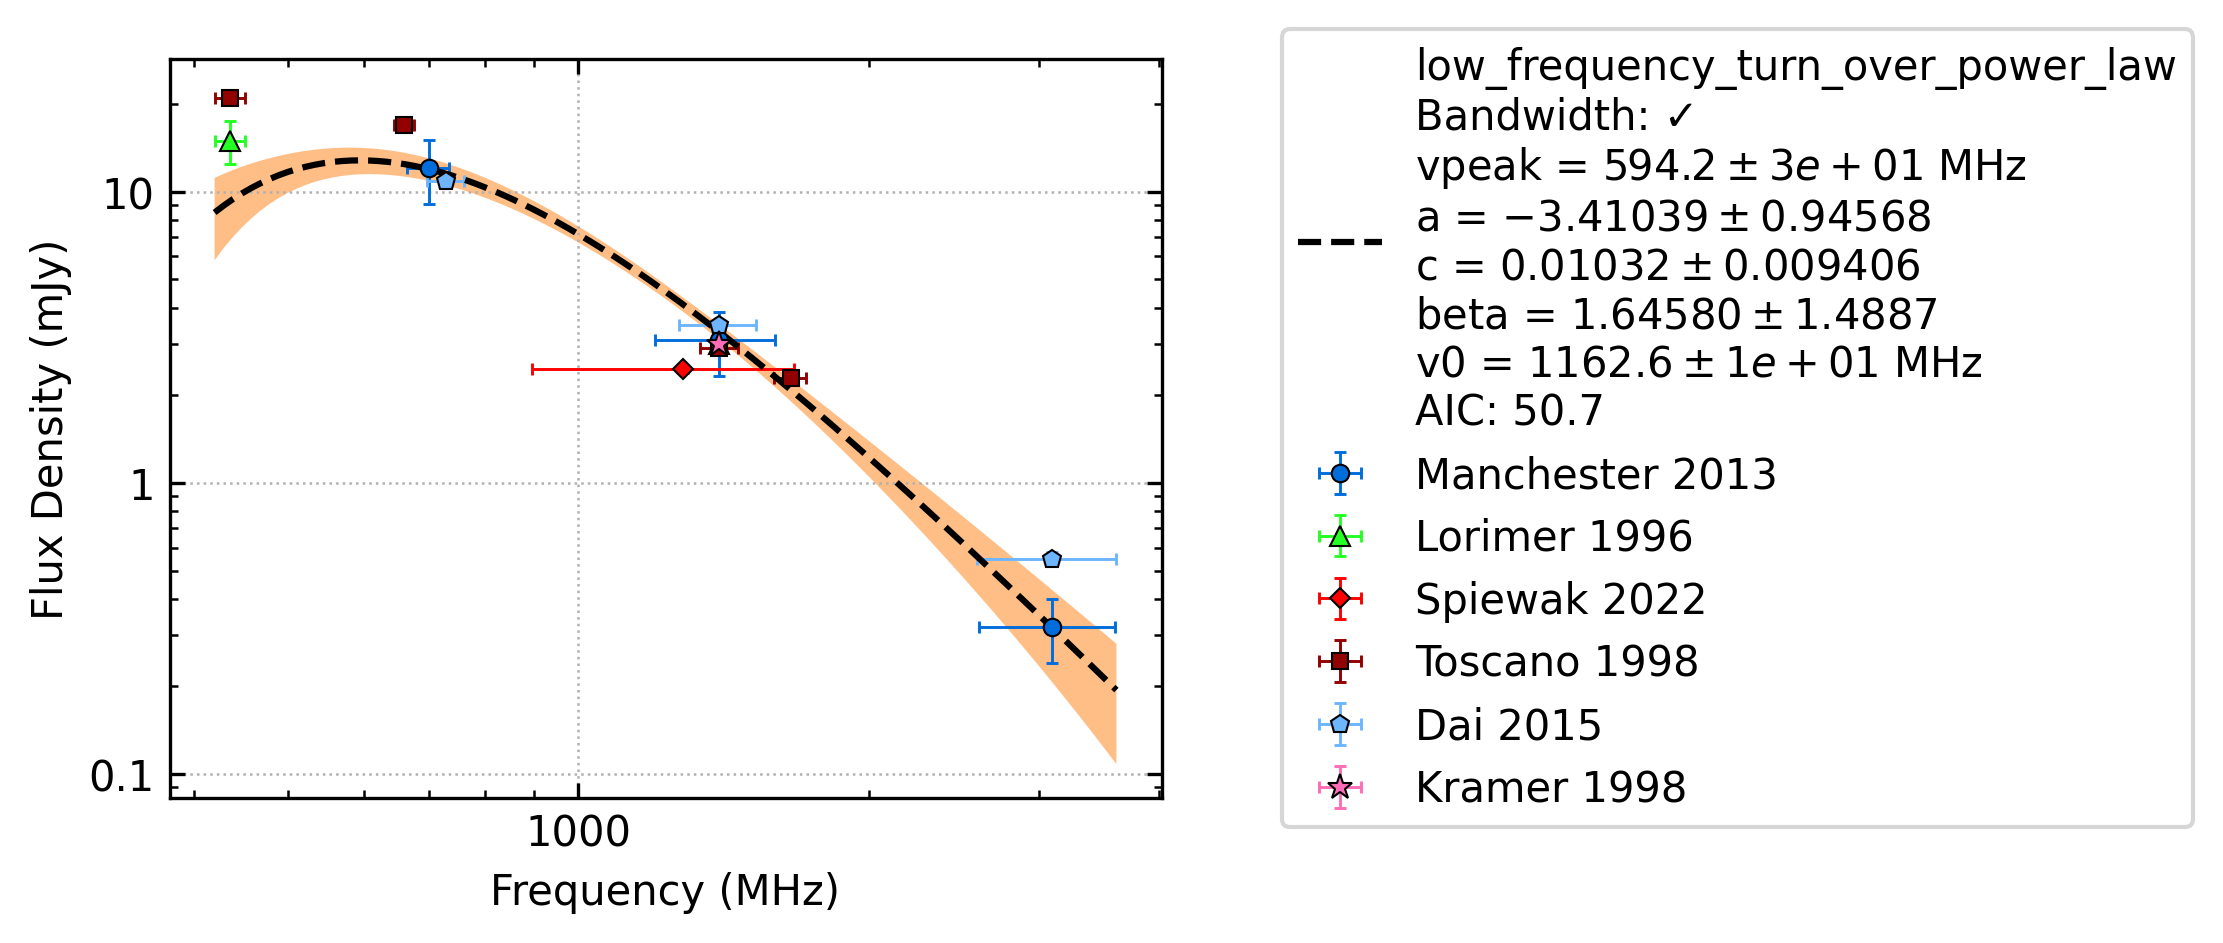 10
1
0.1
1000
Flux Density (mJy)
Frequency (MHz)
low_frequency_turn_over_power_law
Bandwidth: ✓
vpeak = 594.2 ± 3e + 01 MHz
a = −3.41039 ± 0.94568
c = 0.01032 ± 0.009406
beta = 1.64580 ± 1.4887
v0 = 1162.6 ± 1e + 01 MHz
AIC: 50.7
Manchester 2013
Lorimer 1996
Spiewak 2022
Toscano 1998
Dai 2015
Kramer 1998